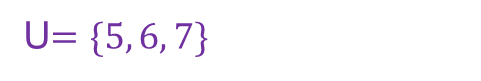 U= {5, 6, 7}